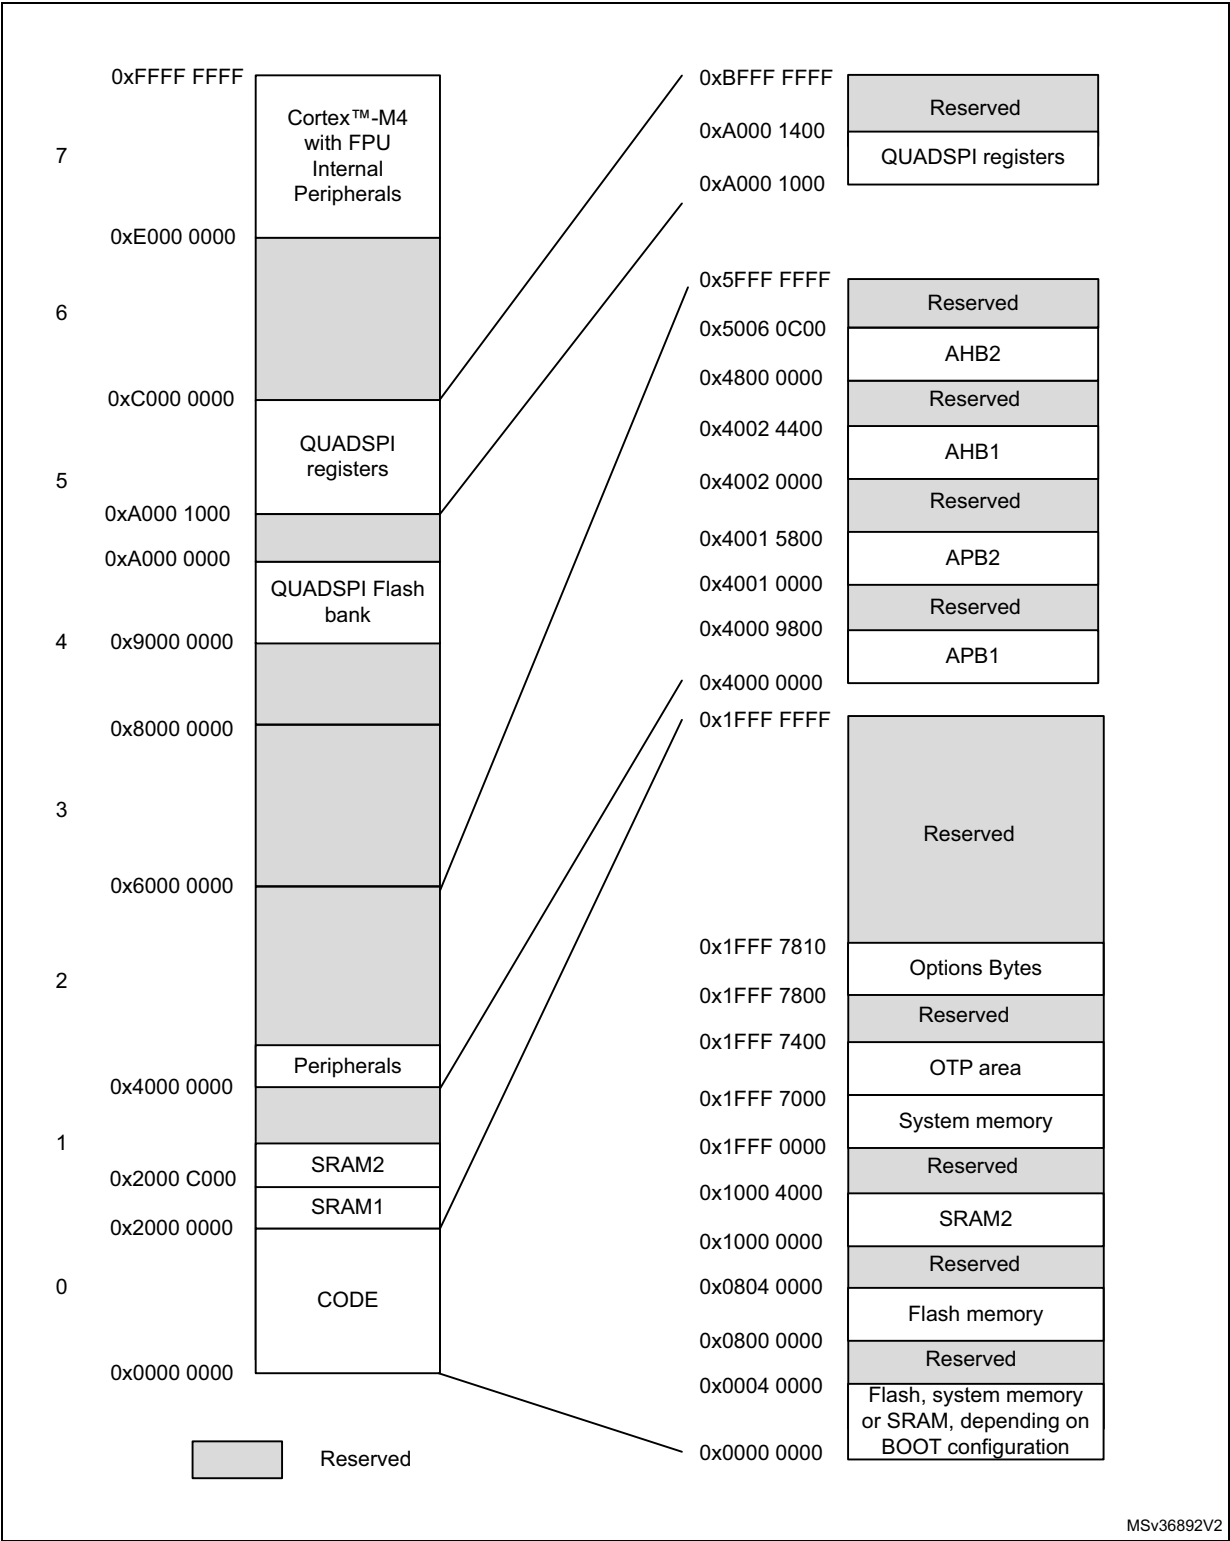 0xFFFF FFFF
Cortex™-M4
with FPU
Internal
Peripherals
7
0xE000 0000
6
0xC000 0000
QUADSPI
registers
5
0xA000 1000
0xA000 0000
QUADSPI Flash
bank
4
0x9000 0000
0x8000 0000
3
0x6000 0000
2
Peripherals
0x4000 0000
1
SRAM2
0x2000 C000
SRAM1
0x2000 0000
0
CODE
0x0000 0000
Reserved
0xBFFF FFFF
Reserved
0xA000 1400
QUADSPI registers
0xA000 1000
0x5FFF FFFF
Reserved
0x5006 0C00
AHB2
0x4800 0000
Reserved
0x4002 4400
AHB1
0x4002 0000
Reserved
0x4001 5800
APB2
0x4001 0000
Reserved
0x4000 9800
APB1
0x4000 0000
0x1FFF FFFF
Reserved
0x1FFF 7810
Options Bytes
0x1FFF 7800
Reserved
0x1FFF 7400
OTP area
0x1FFF 7000
System memory
0x1FFF 0000
Reserved
0x1000 4000
SRAM2
0x1000 0000
Reserved
0x0804 0000
Flash memory
0x0800 0000
Reserved
0x0004 0000
Flash, system memory
or SRAM, depending on
BOOT configuration
0x0000 0000
MSv36892V2